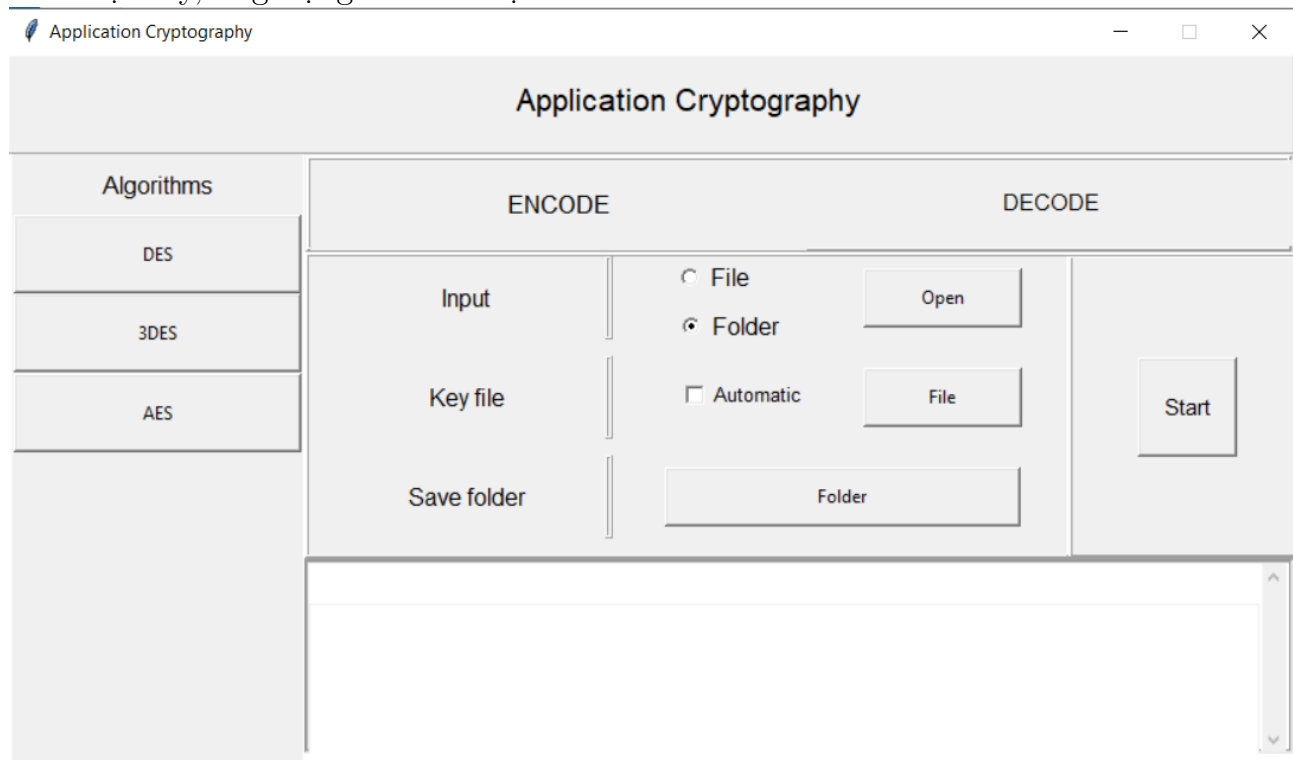 Application Cryptography
Application Cryptography
Algorithms
DES
3DES
AES
ENCODE
DECODE
Input
File
Folder
Open
Key file
Automatic
File
Save folder
Folder
Start